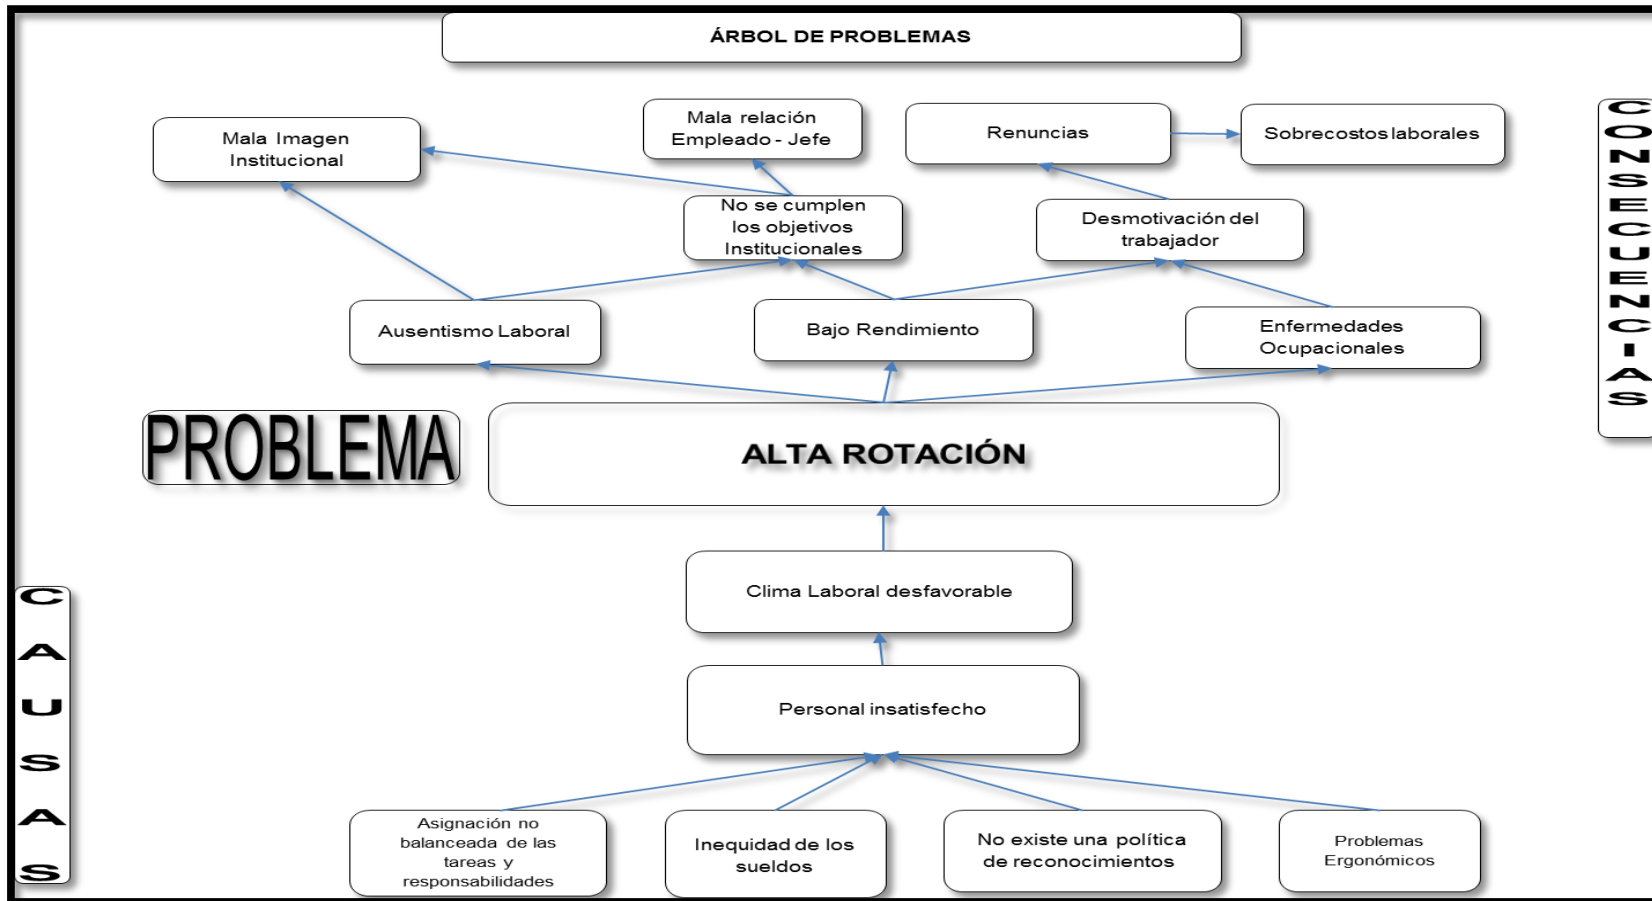 ÁRBOL DE PROBLEMAS
Mala Imagen
Institucional
Mala relación
Empleado - Jefe
Renuncias
Sobrecostos laborales
CONSECUENCIAS
No se cumplen
los objetivos
Institucionales
Desmotivación del
trabajador
Ausentismo Laboral
Bajo Rendimiento
Enfermedades
Ocupacionales
PROBLEMA
ALTA ROTACIÓN
Clima Laboral desfavorable
CAUSAS
Personal insatisfecho
Asignación no
balanceada de las
tareas y
responsabilidades
Inequidad de los
sueldos
No existe una política
de reconocimientos
Problemas
Ergonómicos